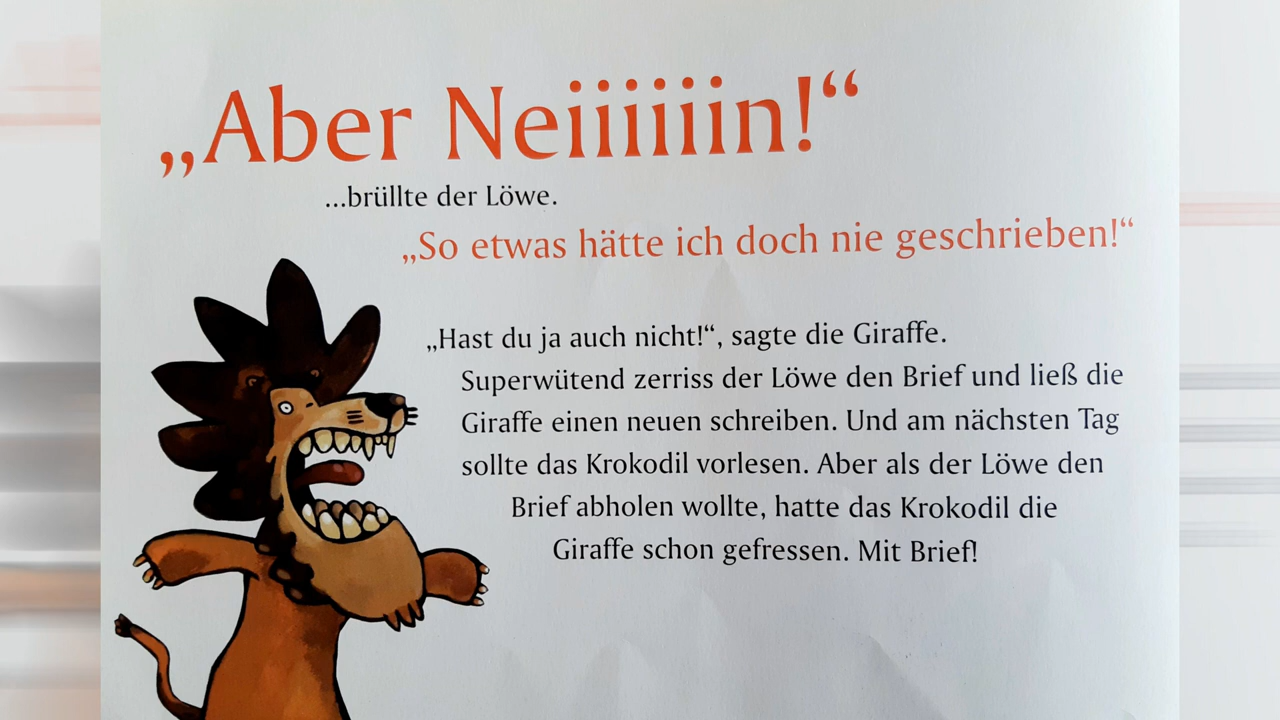 „Aber Neiiiiiin!“
...brüllte der Löwe.
„So etwas hätte ich doch nie geschrieben!“
„Hast du ja auch nicht!“, sagte die Giraffe.
Superwütend zerriss der Löwe den Brief und ließ die
Giraffe einen neuen schreiben. Und am nächsten Tag
sollte das Krokodil vorlesen. Aber als der Löwe den
Brief abholen wollte, hatte das Krokodil die
Giraffe schon gefressen. Mit Brief!